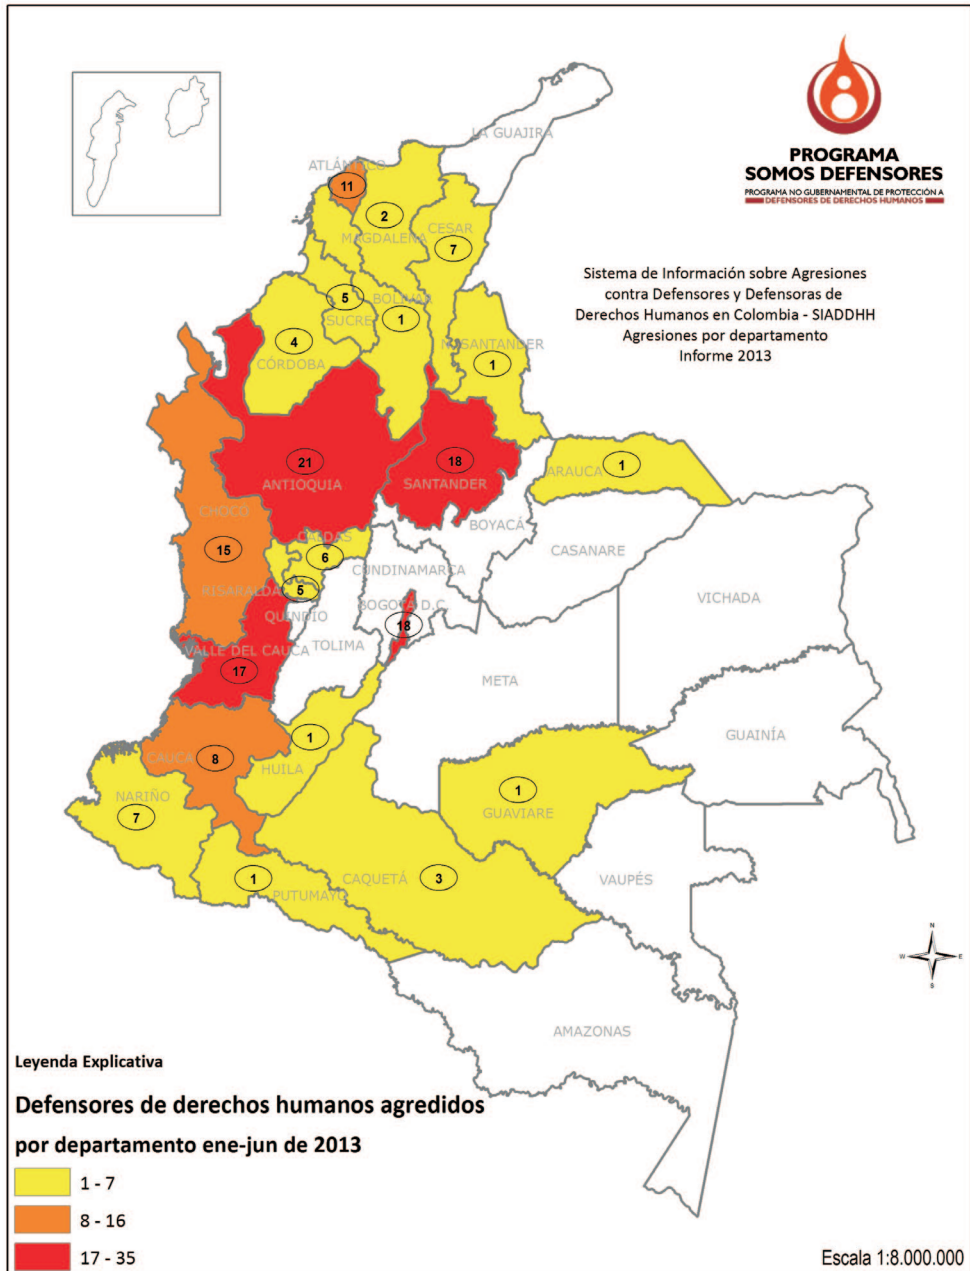 PROGRAMA
SOMOS DEFENSORES
PROGRAMA NO GUBERNAMENTAL DE PROTECCIÓN A
DEFENSORES DE DERECHOS HUMANOS
Sistema de Información sobre Agresiones
contra Defensores y Defensoras de
Derechos Humanos en Colombia - SIADDHH
Agresiones por departamento
Informe 2013
LA GUAJIRA
ATLÁNTICO
11
2
MAGDALENA
CESAR
7
5
SUCRE
BOLÍVAR
1
4
CÓRDOBA
N. SANTANDER
1
21
ANTIOQUIA
18
SANTANDER
ARAUCA
1
CHOCÓ
15
BOYACÁ
CASANARE
CALDAS
6
CUNDINAMARCA
RISARALDA
5
QUINDIO
BOGOTÁ D.C.
18
VICHADA
TOLIMA
VALLE DEL CAUCA
17
META
GUAINÍA
CAUCA
8
1
HUILA
NARIÑO
7
1
GUAVIARE
1
PUTUMAYO
CAQUETÁ
3
VAUPÉS
AMAZONAS
N
W
E
S
Leyenda Explicativa
Defensores de derechos humanos agredidos
por departamento ene-jun de 2013
1 - 7
8 - 16
17 - 35
Escala 1:8.000.000